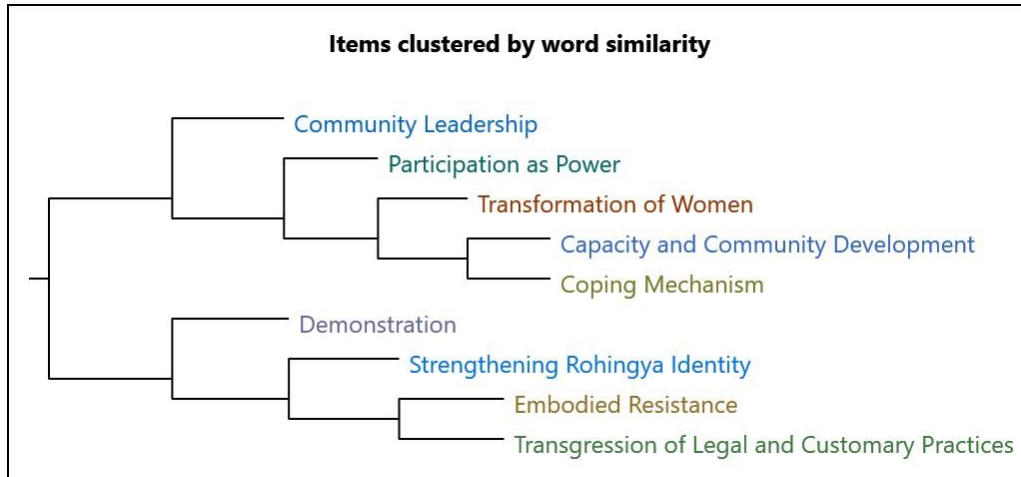 Items clustered by word similarity
Community Leadership
Participation as Power
Transformation of Women
Capacity and Community Development
Coping Mechanism
Demonstration
Strengthening Rohingya Identity
Embodied Resistance
Transgression of Legal and Customary Practices